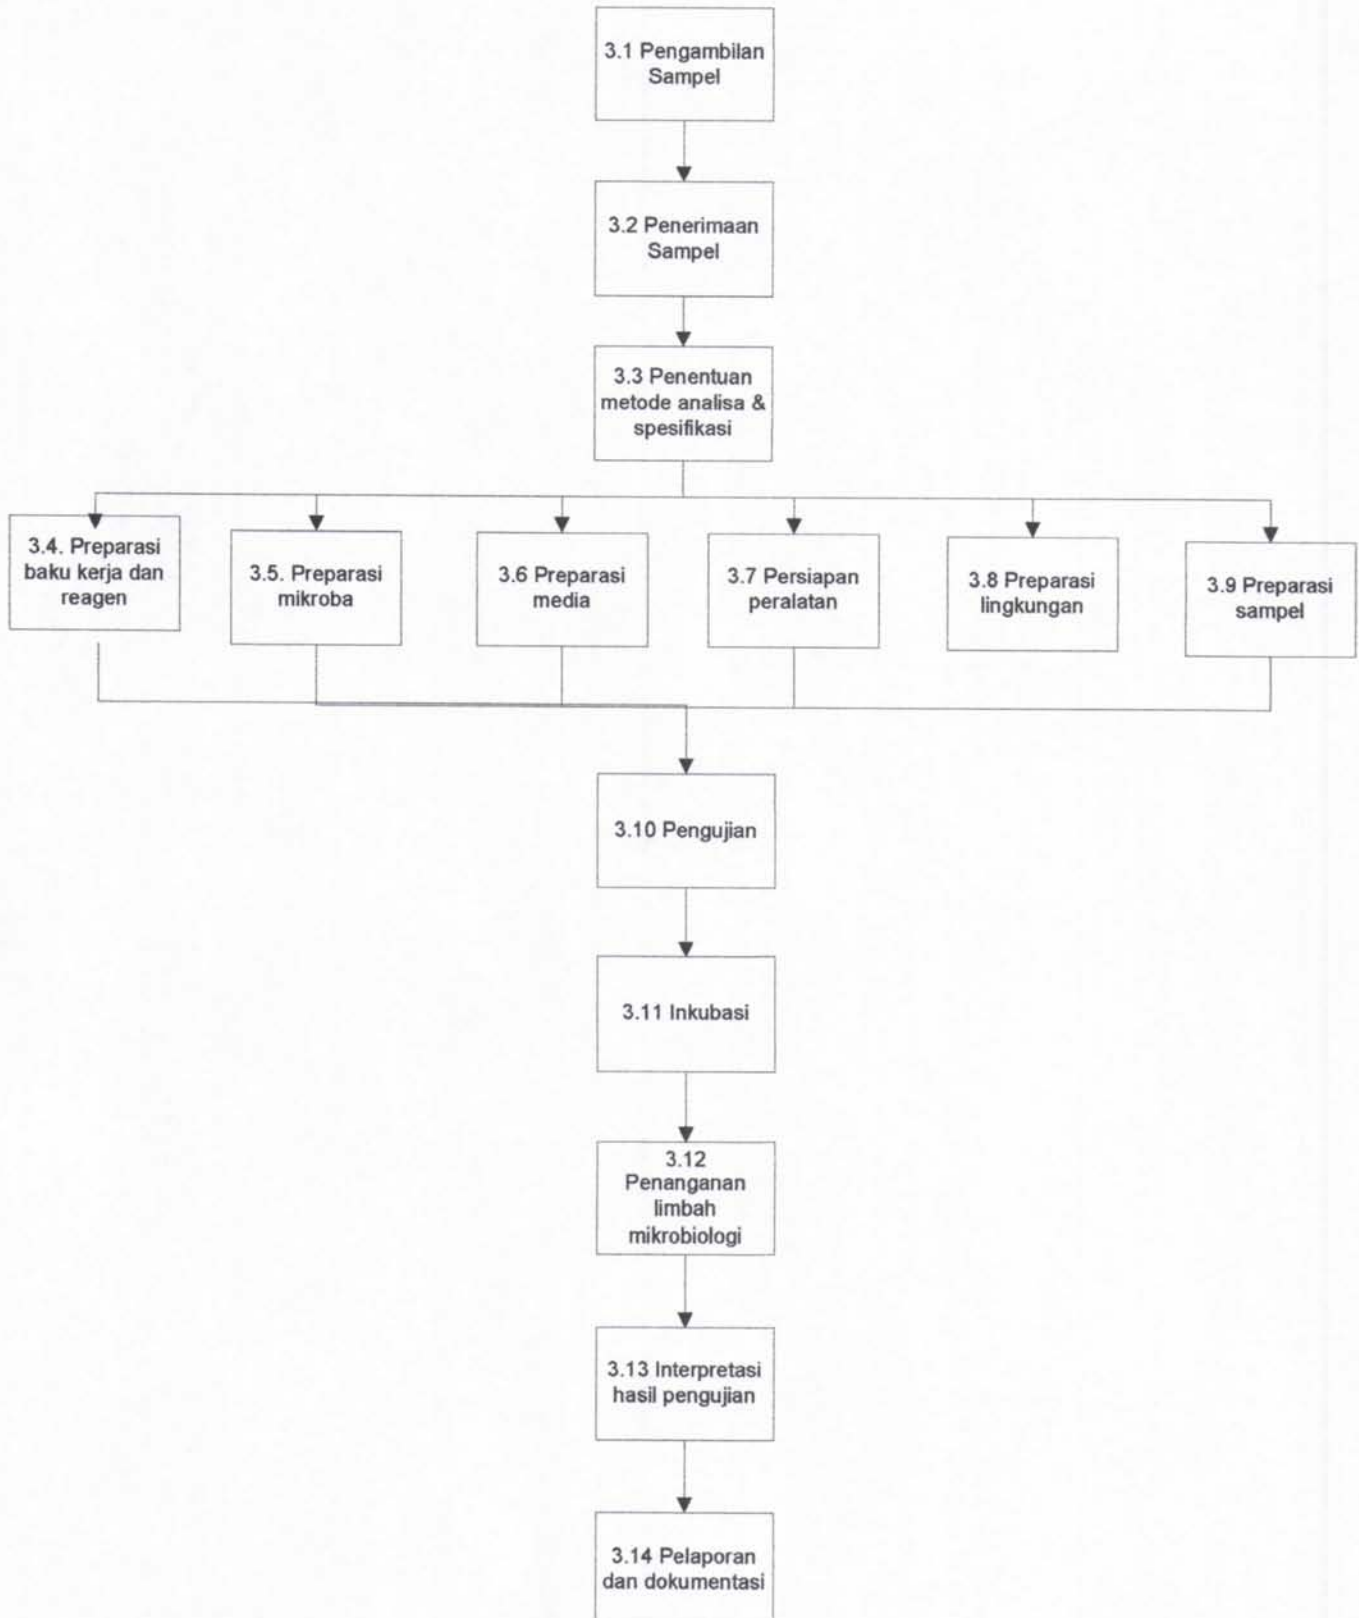 3.1 Pengambilan
Sampel
3.2 Penerimaan
Sampel
3.3 Penentuan
metode analisa &
spesifikasi
3.4. Preparasi
baku kerja dan
reagen
3.5. Preparasi
mikroba
3.6 Preparasi
media
3.7 Persiapan
peralatan
3.8 Preparasi
lingkungan
3.9 Preparasi
sampel
3.10 Pengujian
3.11 Inkubasi
3.12
Penanganan
limbah
mikrobiologi
3.13 Interpretasi
hasil pengujian
3.14 Pelaporan
dan dokumentasi